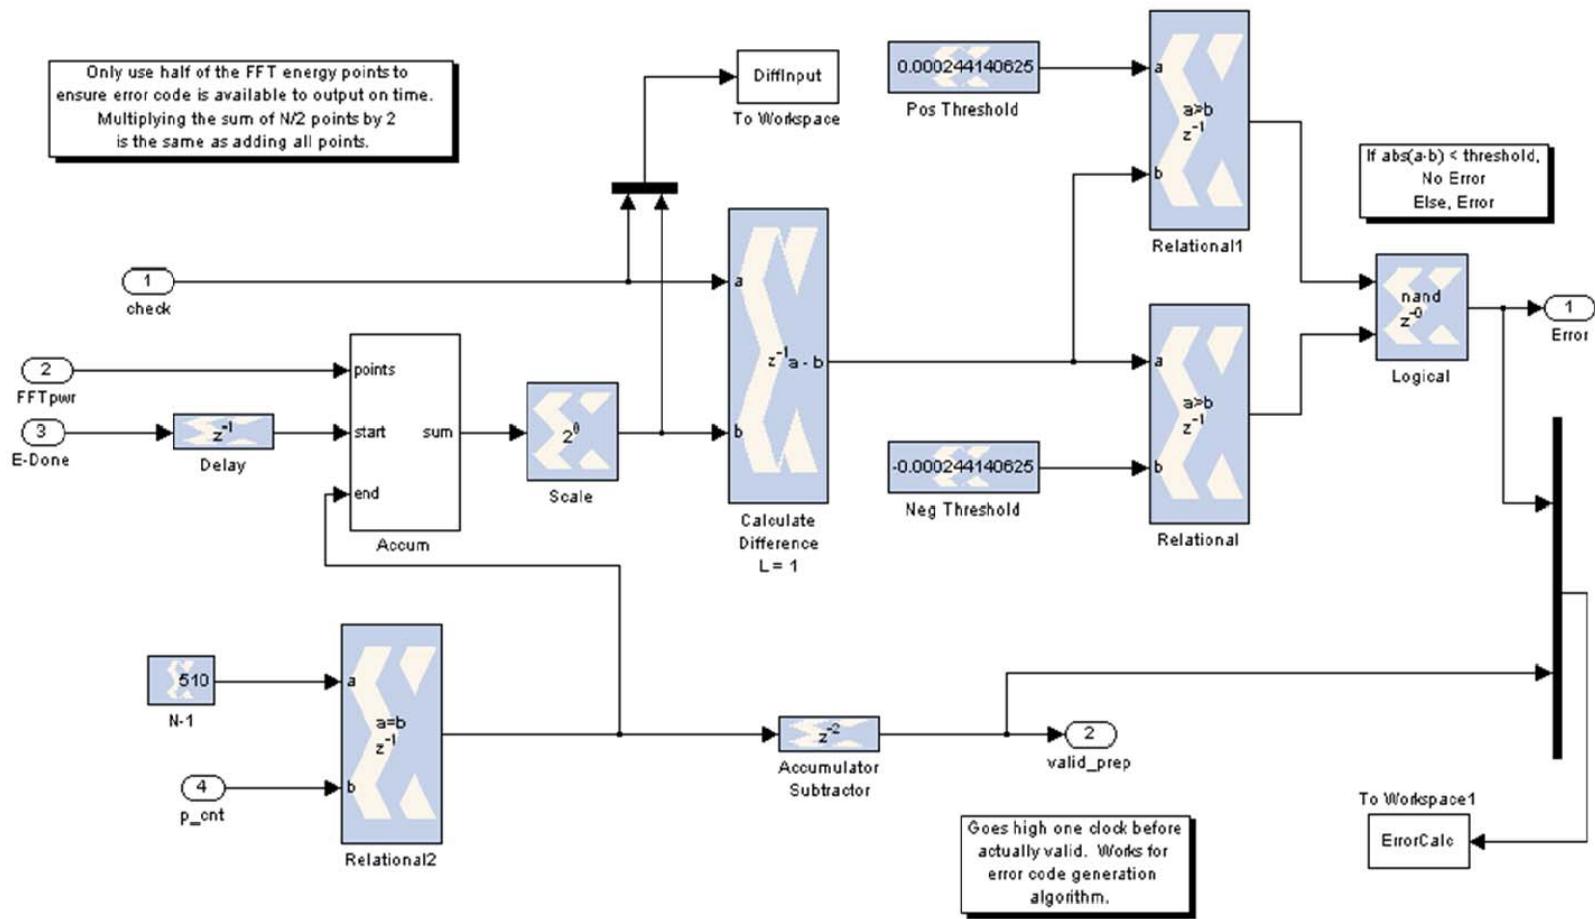 Only use half of the FFT energy points to
ensure error code is available to output on time.
Multiplying the sum of N/2 points by 2
is the same as adding all points.
DiffInput
To Workspace
0.000244140625
Pos Threshold
a
a>b
z-1
b
Relational1
If abs(a-b) < threshold,
No Error
Else, Error
1
check
a
z-1 a - b
b
Calculate
Difference
L = 1
2
FFTpwr
3
E-Done
z-1
Delay
points
start
sum
end
Accum
2θ
Scale
a
a>b
z-1
b
Relational
-0.000244140625
Neg Threshold
nand
z-0
Logical
1
Error
510
N-1
4
p_cnt
a
a=b
z-1
b
Relational2
z-2
Accumulator
Subtractor
2
valid_prep
Goes high one clock before
actually valid. Works for
error code generation
algorithm.
To Workspace1
ErrorCalc